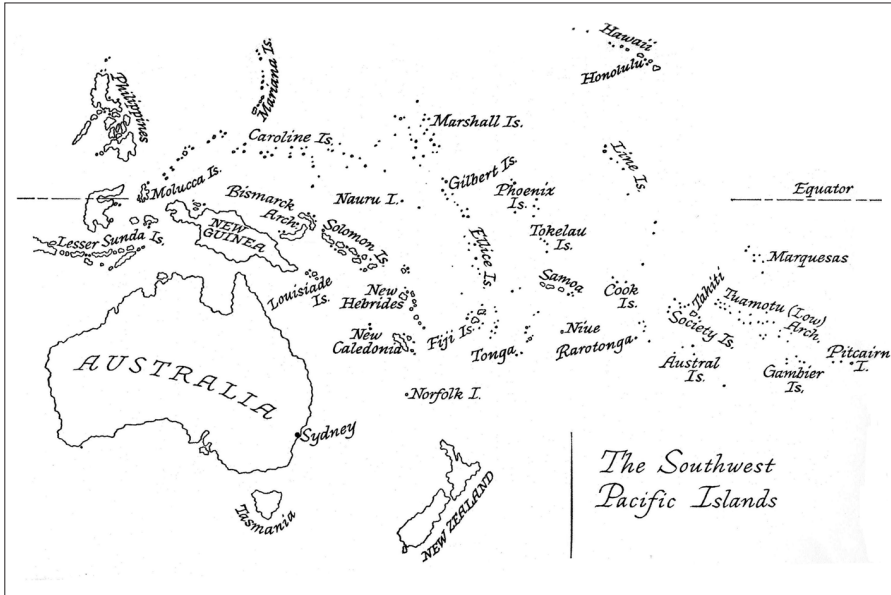 Hawaii
Honolulu
Mariana Is.
Philippines
Marshall Is.
Caroline Is.
Line Is.
Gilbert Is.
Molucca Is.
Phoenix
Is.
Equator
Bismarck
Arch.
Nauru I.
NEW
GUINEA
Solomon Is.
Ellice Is.
Tokelau
Is.
Lesser Sunda Is.
Marquesas
Louisiade
Is.
New
Hebrides
Samoa
Cook
Is.
Tahiti
Tuamotu (Low)
Arch.
Society Is.
New
Caledonia
Fiji Is.
Tonga
Niue
Rarotonga
Austral
Is.
Gambier
Is.
Pitcairn
I.
AUSTRALIA
Norfolk I.
Sydney
The Southwest
Pacific Islands
Tasmania
NEW ZEALAND